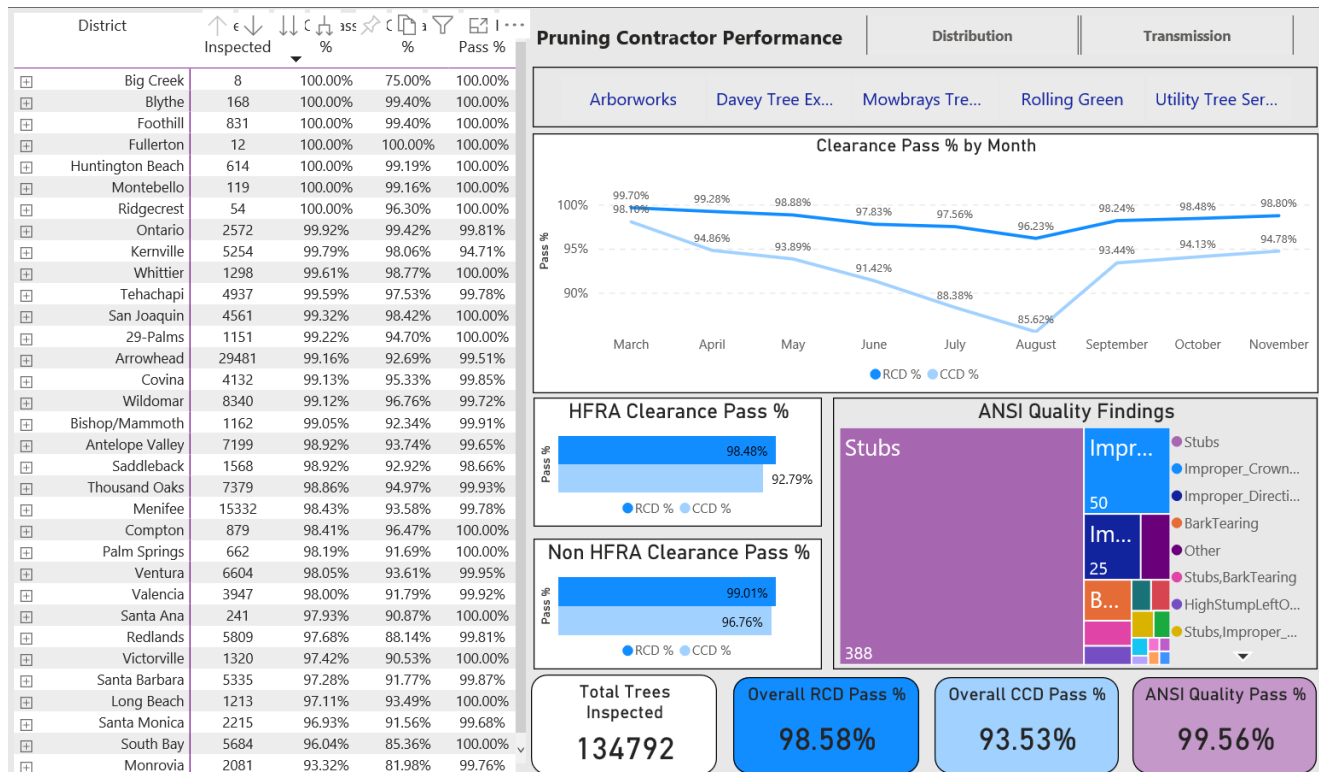 District
Inspected % % Pass %
Big Creek 8 100.00% 75.00% 100.00%
Blythe 168 100.00% 99.40% 100.00%
Foothill 831 100.00% 99.40% 100.00%
Fullerton 12 100.00% 100.00% 100.00%
Huntington Beach 614 100.00% 99.19% 100.00%
Montebello 119 100.00% 99.16% 100.00%
Ridgecrest 54 100.00% 96.30% 100.00%
Ontario 2572 99.92% 99.42% 99.81%
Kernville 5254 99.79% 98.06% 94.71%
Whittier 1298 99.61% 98.77% 100.00%
Tehachapi 4937 99.59% 97.53% 99.78%
San Joaquin 4561 99.32% 98.42% 100.00%
29-Palms 1151 99.22% 94.70% 100.00%
Arrowhead 29481 99.16% 92.69% 99.51%
Covina 4132 99.13% 95.33% 99.85%
Wildomar 8340 99.12% 96.76% 99.72%
Bishop/Mammoth 1162 99.05% 92.34% 99.91%
Antelope Valley 7199 98.92% 93.74% 99.65%
Saddleback 1568 98.92% 92.92% 98.66%
Thousand Oaks 7379 98.86% 94.97% 99.93%
Menifee 15332 98.43% 93.58% 99.78%
Compton 879 98.41% 96.47% 100.00%
Palm Springs 662 98.19% 91.69% 100.00%
Ventura 6604 98.05% 93.61% 99.95%
Valencia 3947 98.00% 91.79% 99.92%
Santa Ana 241 97.93% 90.87% 100.00%
Redlands 5809 97.68% 88.14% 99.81%
Victorville 1320 97.42% 90.53% 100.00%
Santa Barbara 5335 97.28% 91.77% 99.87%
Long Beach 1213 97.11% 93.49% 100.00%
Santa Monica 2215 96.93% 91.56% 99.68%
South Bay 5684 96.04% 85.36% 100.00%
Monrovia 2081 93.32% 81.98% 99.76%
Pruning Contractor Performance Distribution Transmission
Arborworks Davey Tree Ex... Mowbrays Tre... Rolling Green Utility Tree Ser...
Clearance Pass % by Month
Pass %
100%
95%
90%
99.70% 99.28% 98.88% 97.83% 97.56% 96.23% 98.24% 98.48% 98.80%
98.10% 94.86% 93.89% 91.42% 88.38% 85.62% 93.44% 94.13% 94.78%
March April May June July August September October November
RCD % CCD %
HFRA Clearance Pass %
Pass %
98.48%
92.79%
RCD % CCD %
Non HFRA Clearance Pass %
Pass %
99.01%
96.76%
RCD % CCD %
ANSI Quality Findings
Stubs
388
Impr...
50
Im...
25
B...
Stubs
Improper_Crown...
Improper_Directi...
BarkTearing
Other
Stubs,BarkTearing
HighStumpLeftO...
Stubs,Improper_...
Total Trees
Inspected
134792
Overall RCD Pass %
98.58%
Overall CCD Pass %
93.53%
ANSI Quality Pass %
99.56%